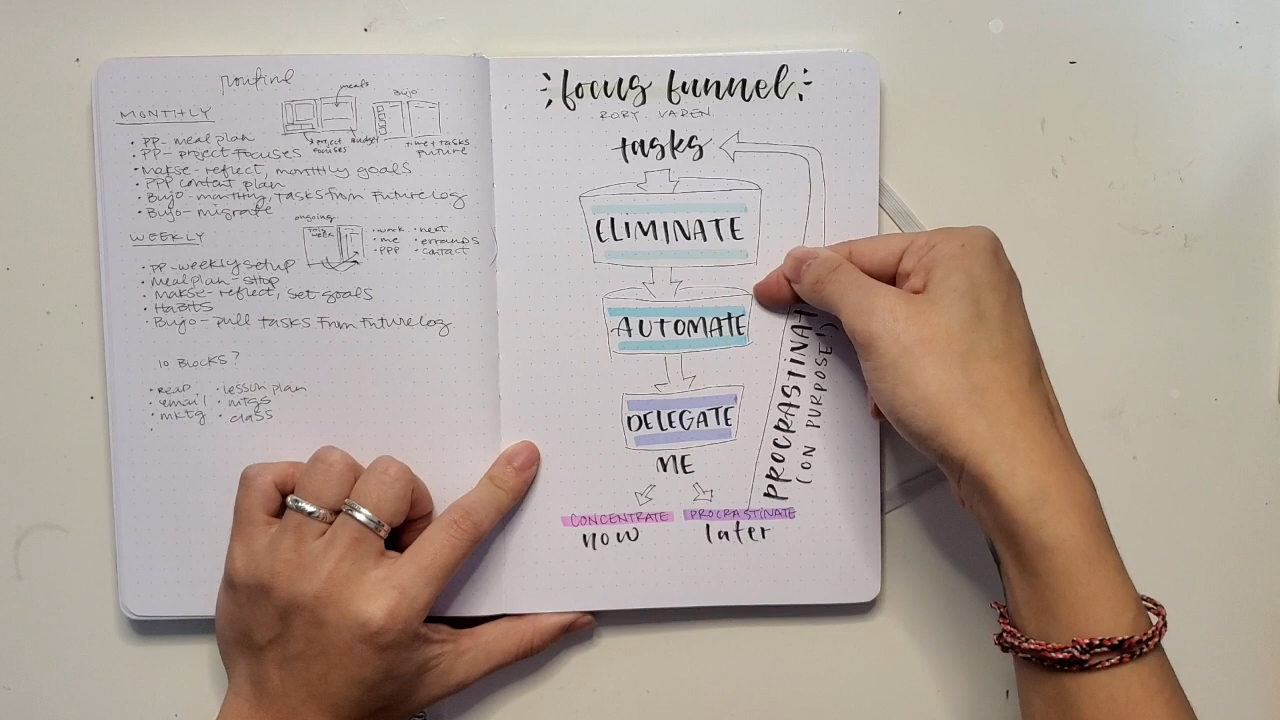 routine
MONTHLY
meals
BUJO
project focuses
Budget
time + tasks
future
• PP - meal plan
• PP - project focuses
• Makse - reflect, monthly goals
• PPP content plan
• Bujo - monthly, tasks from future log
• Bujo - migrate
WEEKLY
ongoing
week
• work
• me
• PPP
• next
• errands
• contact
• PP - weekly setup
• meal plan - shop
• Makse - reflect, set goals
• Habits
• Bujo - pull tasks from future log
10 BLOCKS?
• read
• email
• mktg
• lesson plan
• mtgs
• class
focus funnel
RORY VADEN
tasks
ELIMINATE
AUTOMATE
DELEGATE
ME
CONCENTRATE
now
PROCRASTINATE
later
PROCRASTINAT
(ON PURPOSE!)